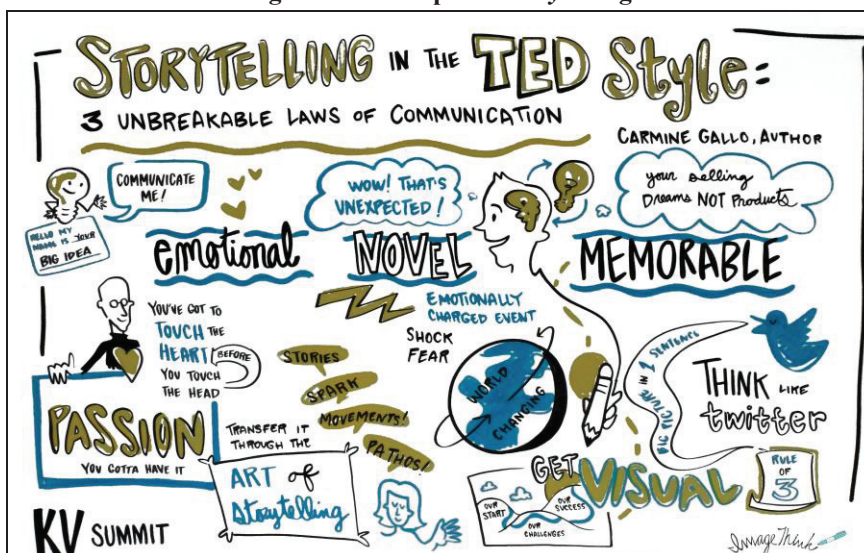 STORYTELLING IN THE TED Style:
3 UNBREAKABLE LAWS OF COMMUNICATION
CARMINE GALLO, AUTHOR
COMMUNICATE
ME!
HELLO MY
NAME IS YOUR
BIG IDEA
WOW! THAT'S
UNEXPECTED!
your selling
Dreams NOT Products
emotional
NOVEL
MEMORABLE
YOU'VE GOT TO
TOUCH THE
HEART BEFORE
YOU TOUCH
THE HEAD
EMOTIONALLY
CHARGED EVENT
SHOCK
FEAR
STORIES
SPARK
MOVEMENTS!
PATHOS!
WORLD
CHANGING
BIG PICTURE IN 1 SENTENCE
THINK LIKE
twitter
PASSION
YOU GOTTA HAVE IT
TRANSFER IT
THROUGH THE
ART of
Storytelling
GET VISUAL
OUR
START
OUR
SUCCESS
OUR
CHALLENGES
RULE
OF
3
KV SUMMIT
ImageThink